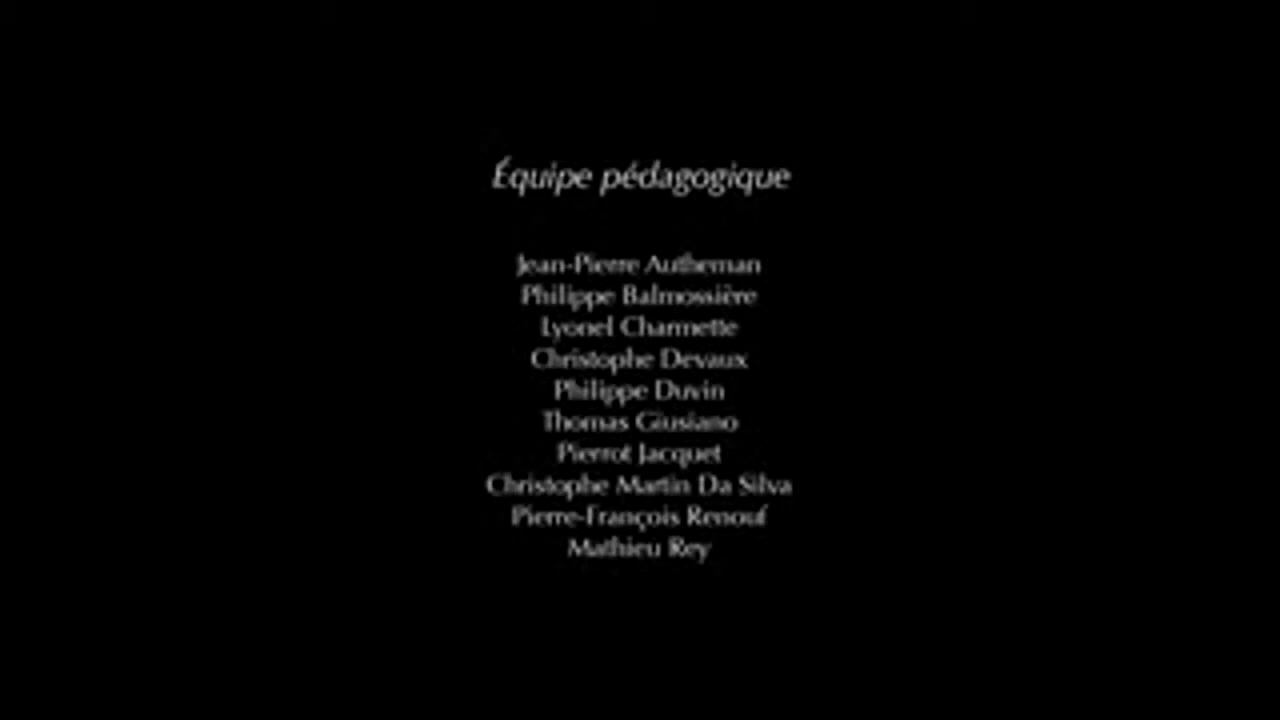 Équipe pédagogique
Jean-Pierre Autheman
Philippe Balmossière
Lyonel Charmette
Christophe Devaux
Philippe Duvin
Thomas Giusiano
Pierrot Jacquet
Christophe Martin Da Silva
Pierre-François Renouf
Mathieu Rey